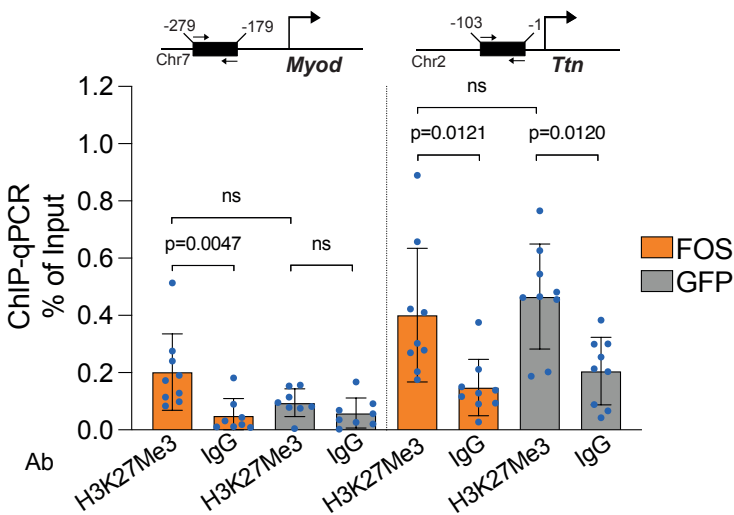 -279
-179
Chr7
Myod
-103
-1
Chr2
Ttn
ChIP-qPCR
% of Input
1.2
1.0
0.8
0.6
0.4
0.2
0.0
ns
p=0.0047
ns
ns
p=0.0121
p=0.0120
FOS
GFP
Ab
H3K27Me3
IgG
H3K27Me3
IgG
H3K27Me3
IgG
H3K27Me3
IgG